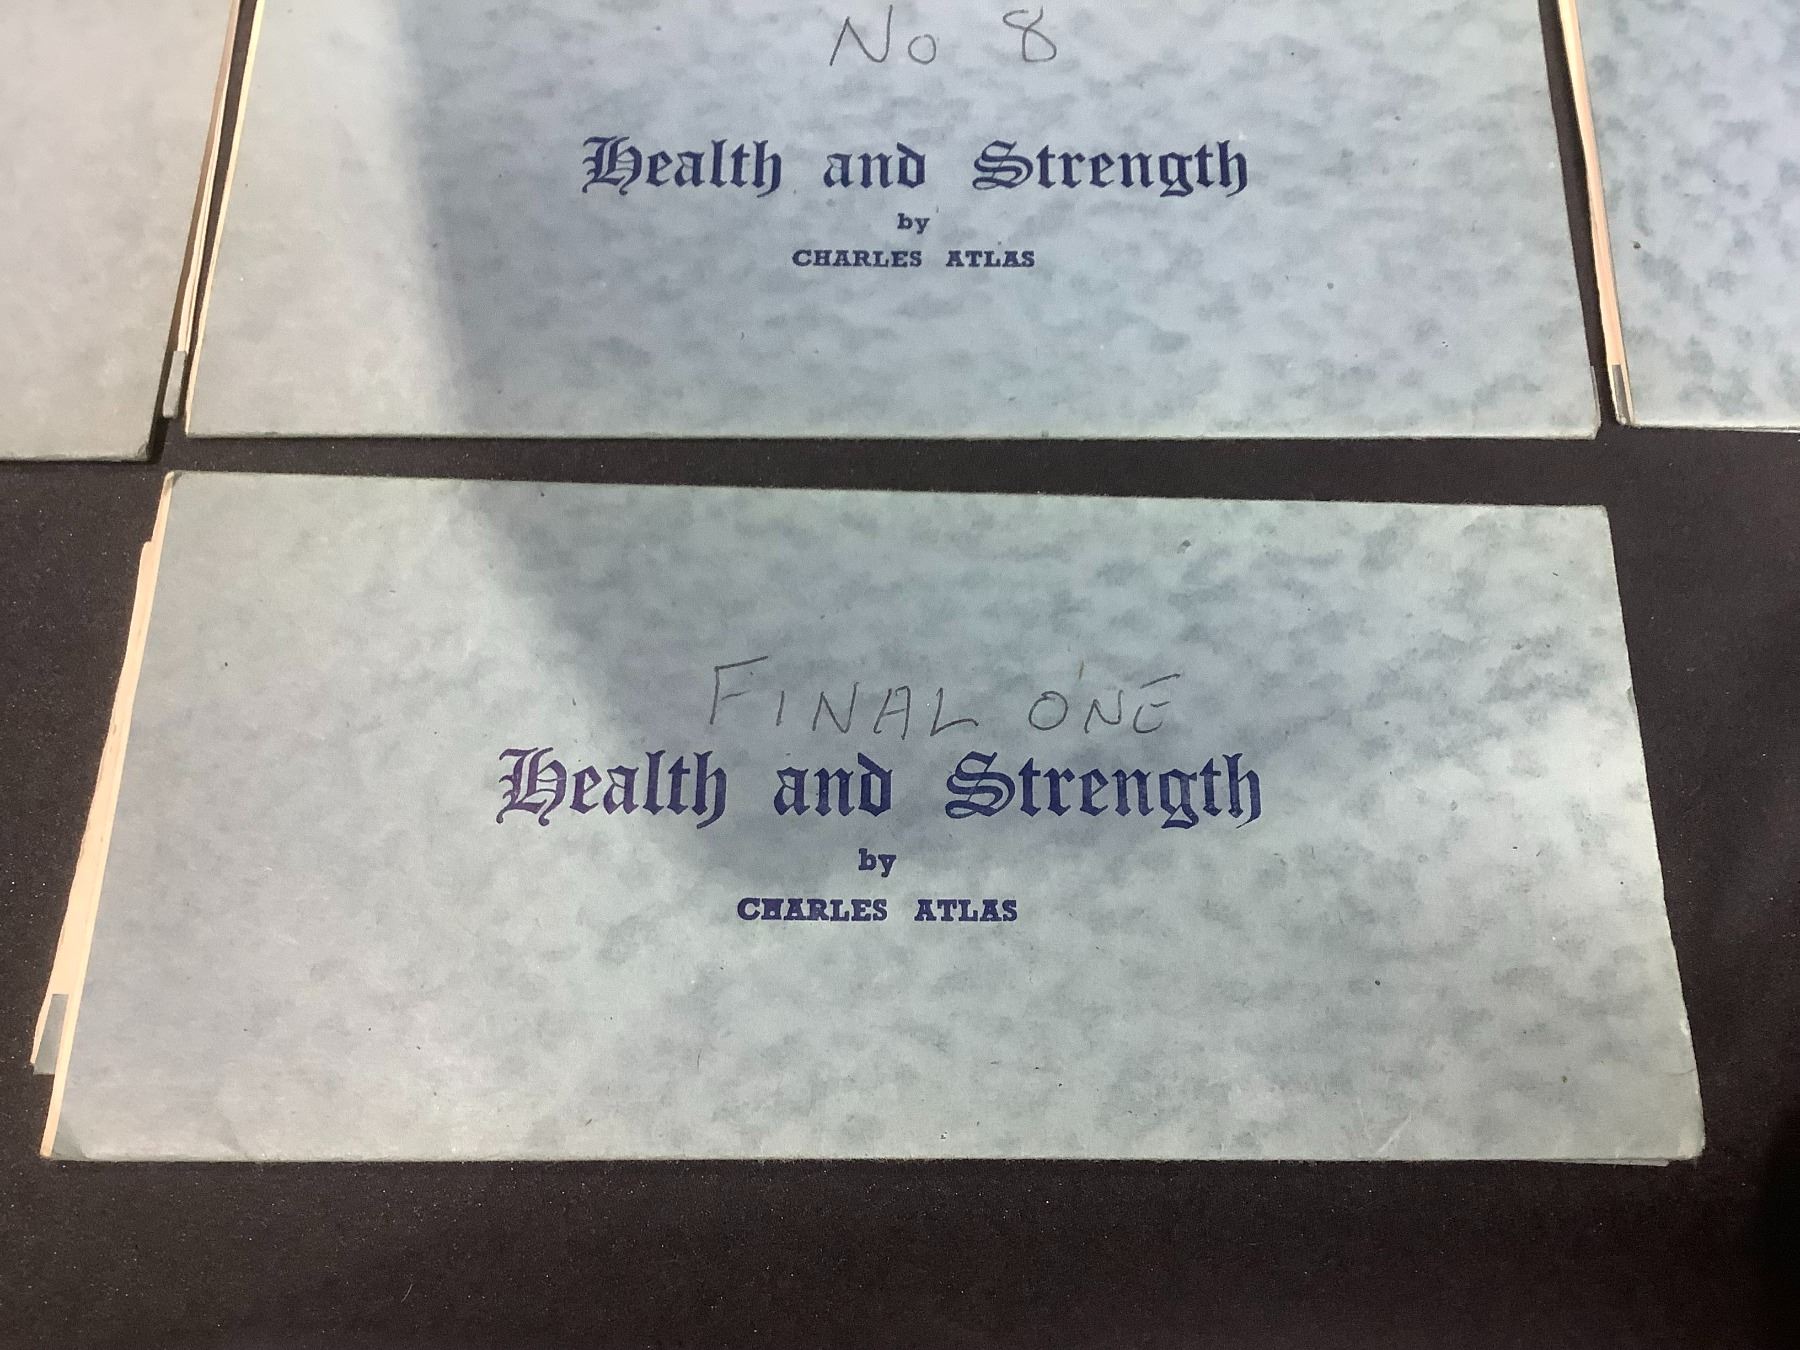 No 8
Health and Strength
by
CHARLES ATLAS
FINAL ONE
Health and Strength
by
CHARLES ATLAS